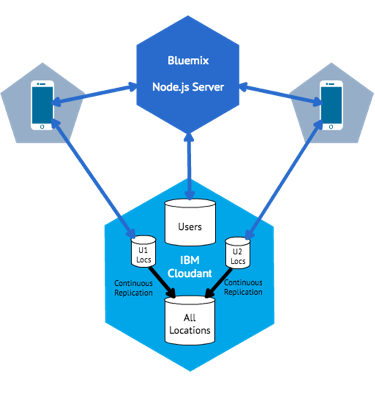 Bluemix
Node.js Server
Users
U1
Locs
U2
Locs
IBM
Cloudant
Continuous
Replication
Continuous
Replication
All
Locations